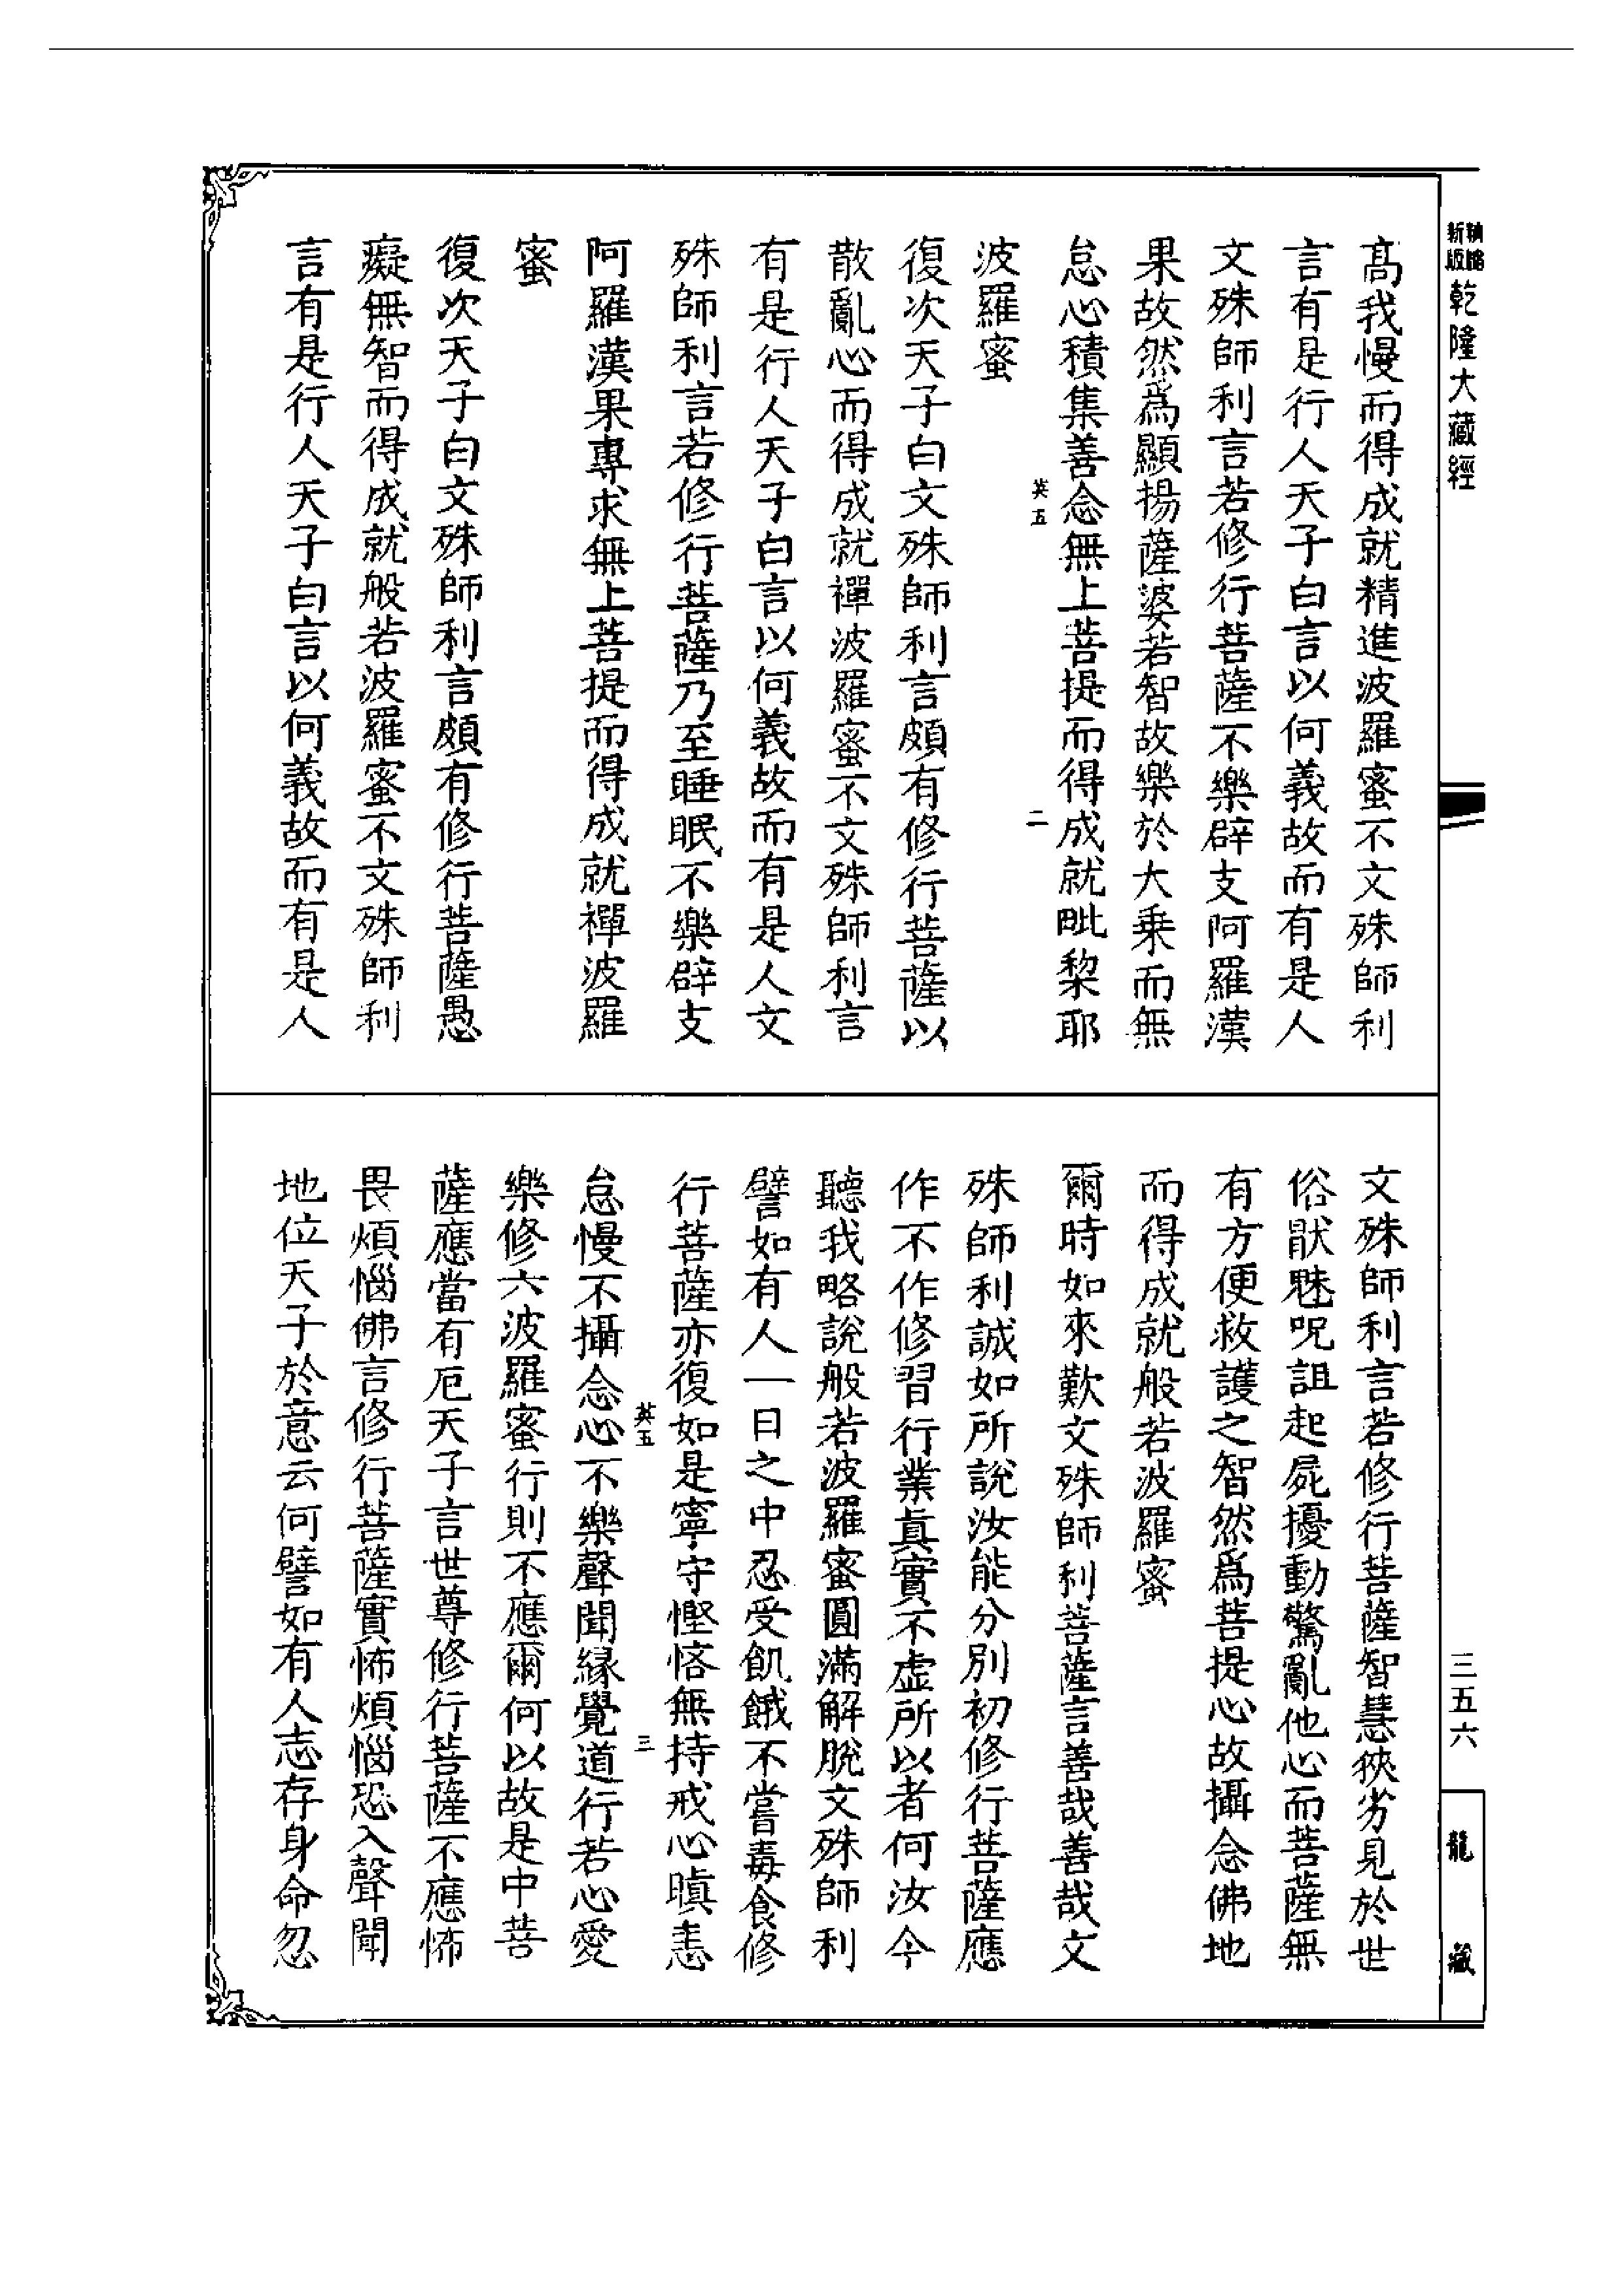 新版
乾隆大藏經
高我慢而得成就精進波羅蜜不文殊師利
言有是行人天子白言以何義故而有是人
文殊師利言若修行菩薩不樂辟支阿羅漢
果故然爲顯揚薩婆若智故樂於大乗而無
怠心積集善念無上菩提而得成就毗棃耶
英五 二
波羅蜜
復次天子白文殊師利言頗有修行菩薩以
散亂心而得成就禪波羅蜜不文殊師利言
有是行人天子白言以何義故而有是人文
殊師利言若修行菩薩乃至睡眠不樂辟支
阿羅漢果專求無上菩提而得成就禪波羅
蜜
復次天子白文殊師利言頗有修行菩薩愚
癡無智而得成就般若波羅蜜不文殊師利
言有是行人天子白言以何義故而有是人
文殊師利言若修行菩薩智慧狹劣見於世
俗猒魅呪詛起屍擾動驚亂他心而菩薩無
有方便救護之智然爲菩提心故攝念佛地
而得成就般若波羅蜜
爾時如來歎文殊師利菩薩言善哉善哉文
殊師利誠如所說汝能分別初修行菩薩應
作不作修習行業眞實不虛所以者何汝今
聽我略說般若波羅蜜圓滿解脫文殊師利
譬如有人一日之中忍受飢餓不嘗毒食修
行菩薩亦復如是寧守慳悋無持戒心瞋恚
英五 三
怠慢不攝念心不樂聲聞緣覺道行若心愛
樂修六波羅蜜行則不應爾何以故是中菩
薩應當有厄天子言世尊修行菩薩不應怖
畏煩惱佛言修行菩薩實怖煩惱恐入聲聞
地位天子於意云何譬如有人志存身命忽
三五六
龍藏